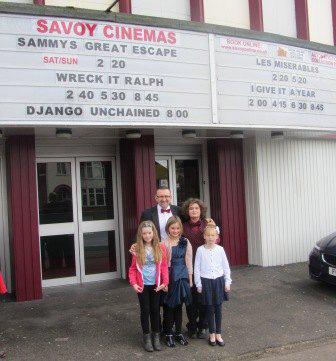 SAVOY CINEMAS
SAMMYS GREAT ESCAPE
SAT/SUN 2 20
WRECK IT RALPH
2 40 5 30 8 45
DJANGO UNCHAINED 8 00
BOOK ONLINE
LES MISERABLES
2 20 5 20
I GIVE IT A YEAR
2 00 4 15 6 30 8 45